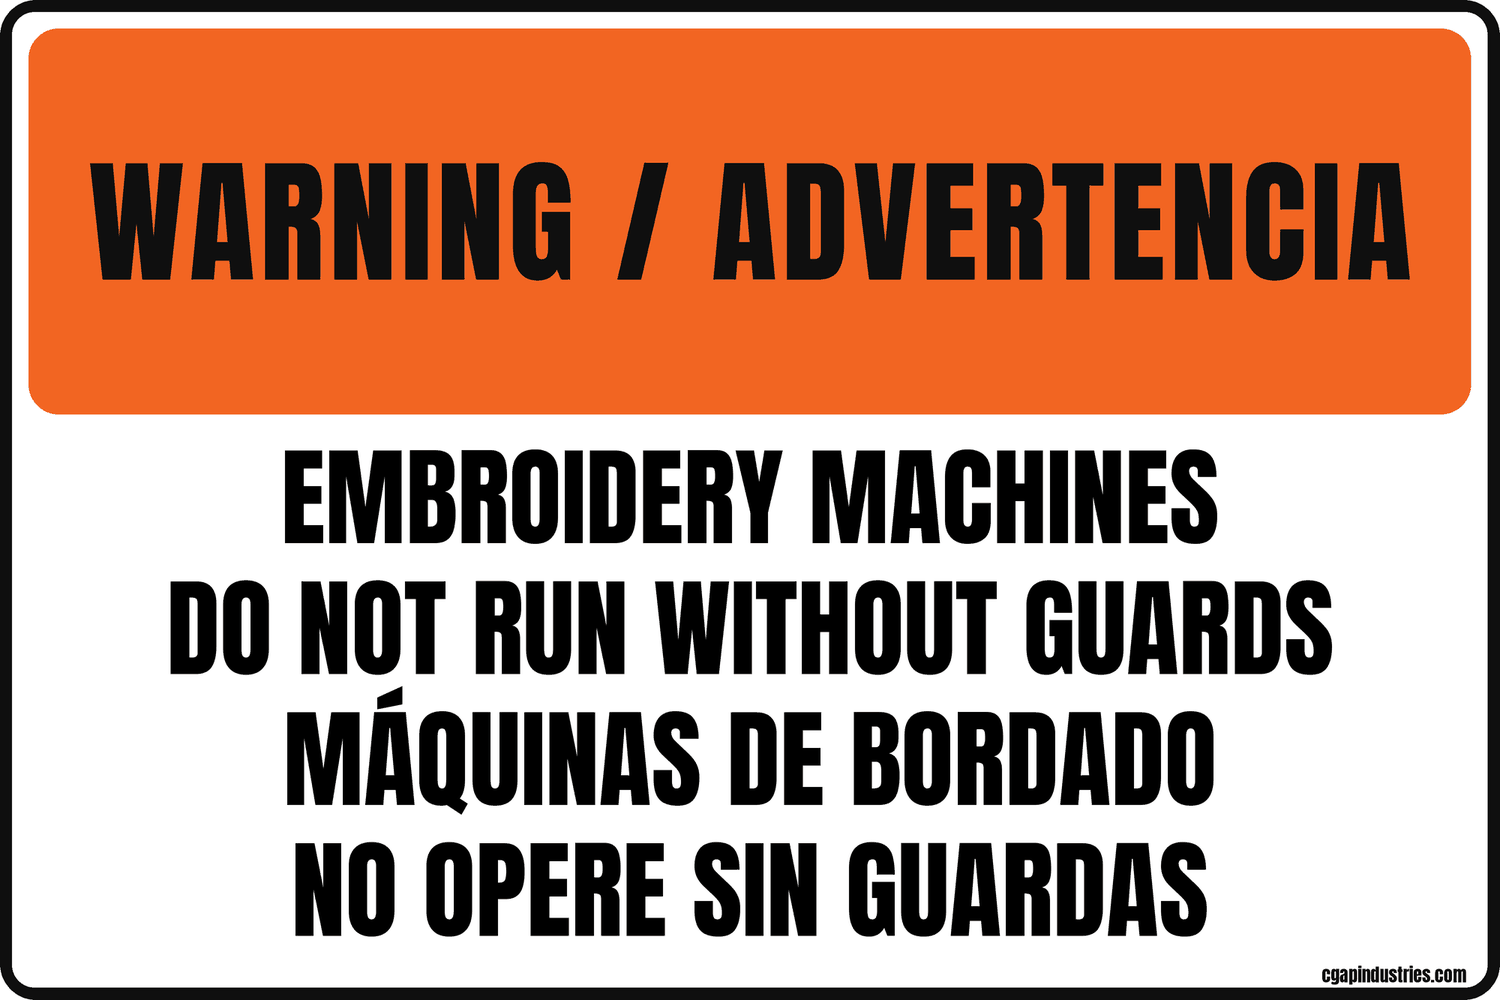 WARNING / ADVERTENCIA
EMBROIDERY MACHINES
DO NOT RUN WITHOUT GUARDS
MÁQUINAS DE BORDADO
NO OPERE SIN GUARDAS
cgapindustries.com